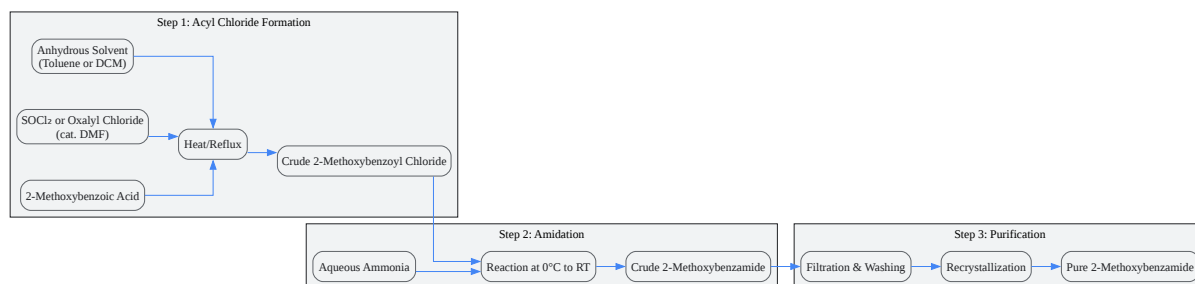 Step 1: Acyl Chloride Formation
Anhydrous Solvent
(Toluene or DCM)
SOCl₂ or Oxalyl Chloride
(cat. DMF)
Heat/Reflux
Crude 2-Methoxybenzoyl Chloride
2-Methoxybenzoic Acid
Step 2: Amidation
Aqueous Ammonia
Reaction at 0°C to RT
Crude 2-Methoxybenzamide
Step 3: Purification
Filtration & Washing
Recrystallization
Pure 2-Methoxybenzamide